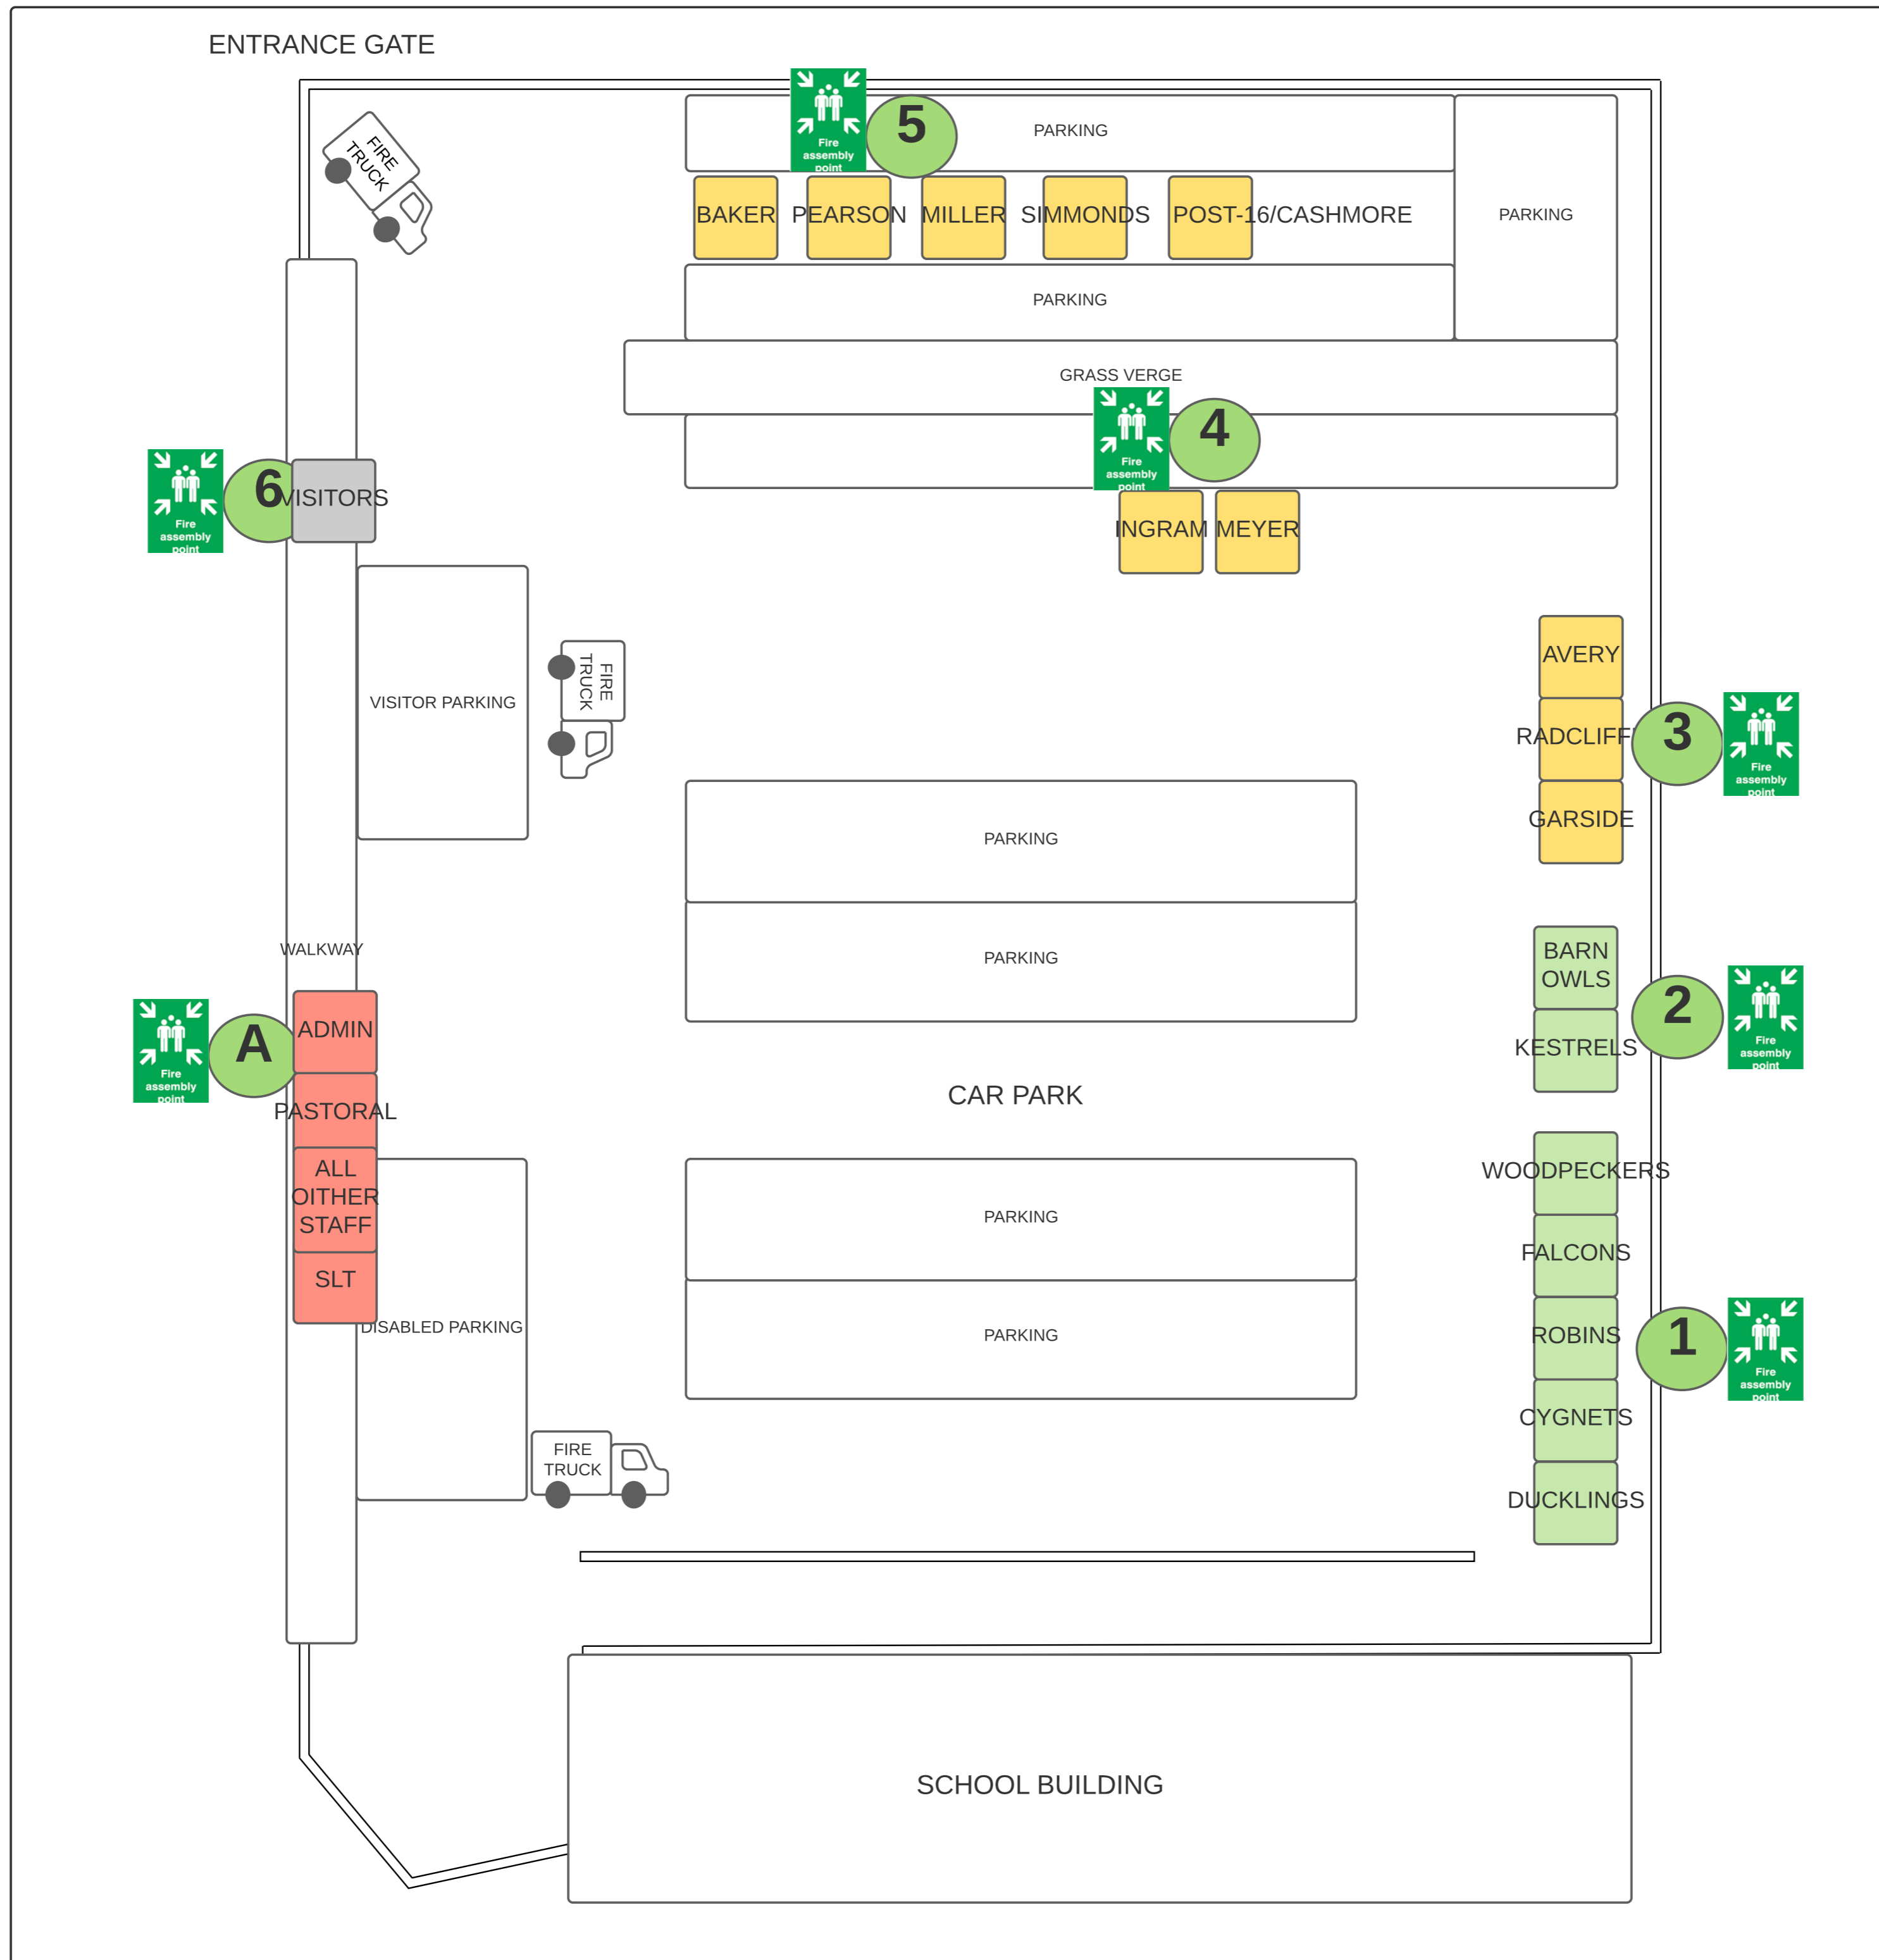 ENTRANCE GATE
FIRE
TRUCK
Fire
assembly
point
5
PARKING
BAKER
PEARSON
MILLER
SIMMONDS
POST-16/CASHMORE
PARKING
PARKING
GRASS VERGE
Fire
assembly
point
4
Fire
assembly
point
6
VISITORS
INGRAM
MEYER
VISITOR PARKING
FIRE
TRUCK
AVERY
RADCLIFF
GARSIDE
3
Fire
assembly
point
PARKING
PARKING
WALKWAY
BARN
OWLS
KESTRELS
2
Fire
assembly
point
Fire
assembly
point
A
ADMIN
PASTORAL
ALL
OITHER
STAFF
SLT
DISABLED PARKING
CAR PARK
PARKING
PARKING
WOODPECKERS
FALCONS
ROBINS
CYGNETS
DUCKLINGS
1
Fire
assembly
point
FIRE
TRUCK
SCHOOL BUILDING